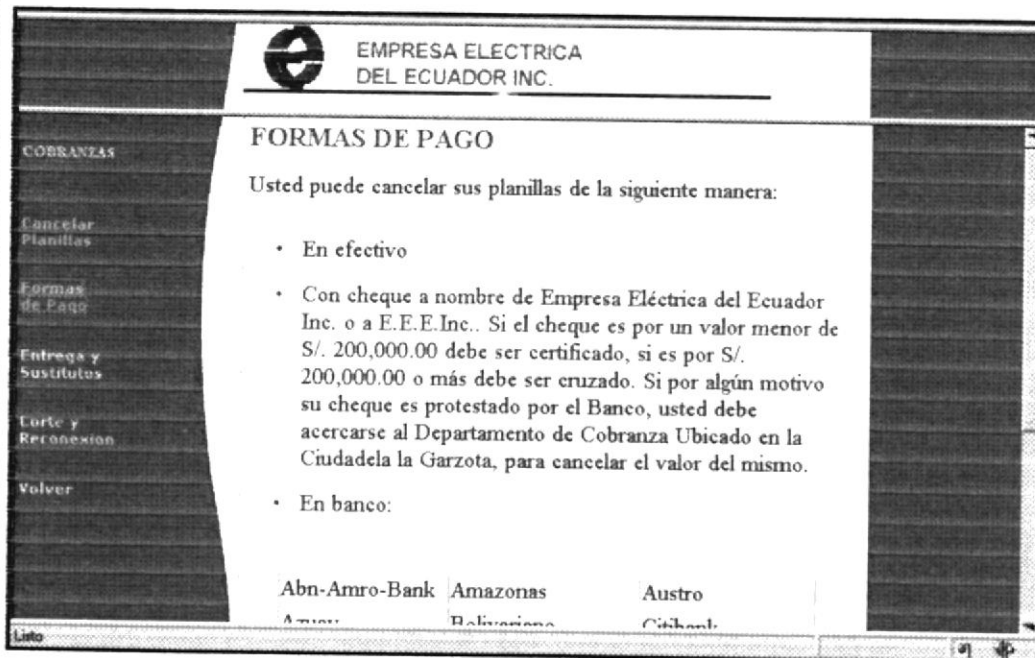 EMPRESA ELECTRICA
DEL ECUADOR INC.
COBRANZAS
Cancelar
Planillas
Formas
de Pago
Entrega y
Sustitutos
Corte y
Reconexion
Volver
FORMAS DE PAGO
Usted puede cancelar sus planillas de la siguiente manera:
• En efectivo
• Con cheque a nombre de Empresa Eléctrica del Ecuador
Inc. o a E.E.E.Inc.. Si el cheque es por un valor menor de
S/. 200,000.00 debe ser certificado, si es por S/.
200,000.00 o más debe ser cruzado. Si por algún motivo
su cheque es protestado por el Banco, usted debe
acercarse al Departamento de Cobranza Ubicado en la
Ciudadela la Garzota, para cancelar el valor del mismo.
• En banco:
Abn-Amro-Bank Amazonas Austro
Bolivariano Citibank
Listo